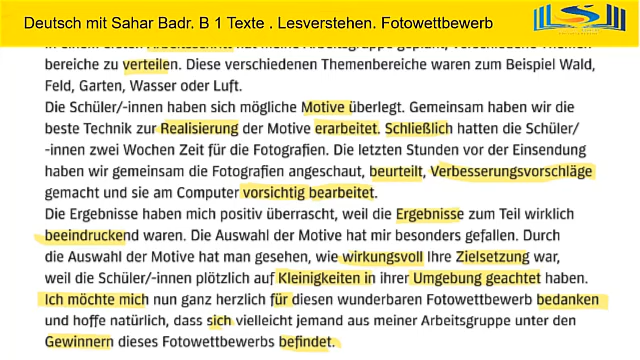 Deutsch mit Sahar Badr. B 1 Texte . Lesverstehen. Fotowettbewerb
bereiche zu verteilen. Diese verschiedenen Themenbereiche waren zum Beispiel Wald,
Feld, Garten, Wasser oder Luft.
Die Schüler/-innen haben sich mögliche Motive überlegt. Gemeinsam haben wir die
beste Technik zur Realisierung der Motive erarbeitet. Schließlich hatten die Schüler/
-innen zwei Wochen Zeit für die Fotografien. Die letzten Stunden vor der Einsendung
haben wir gemeinsam die Fotografien angeschaut, beurteilt, Verbesserungsvorschläge
gemacht und sie am Computer vorsichtig bearbeitet.
Die Ergebnisse haben mich positiv überrascht, weil die Ergebnisse zum Teil wirklich
beeindruckend waren. Die Auswahl der Motive hat mir besonders gefallen. Durch
die Auswahl der Motive hat man gesehen, wie wirkungsvoll Ihre Zielsetzung war,
weil die Schüler/-innen plötzlich auf Kleinigkeiten in ihrer Umgebung geachtet haben.
Ich möchte mich nun ganz herzlich für diesen wunderbaren Fotowettbewerb bedanken
und hoffe natürlich, dass sich vielleicht jemand aus meiner Arbeitsgruppe unter den
Gewinnern dieses Fotowettbewerbs befindet.